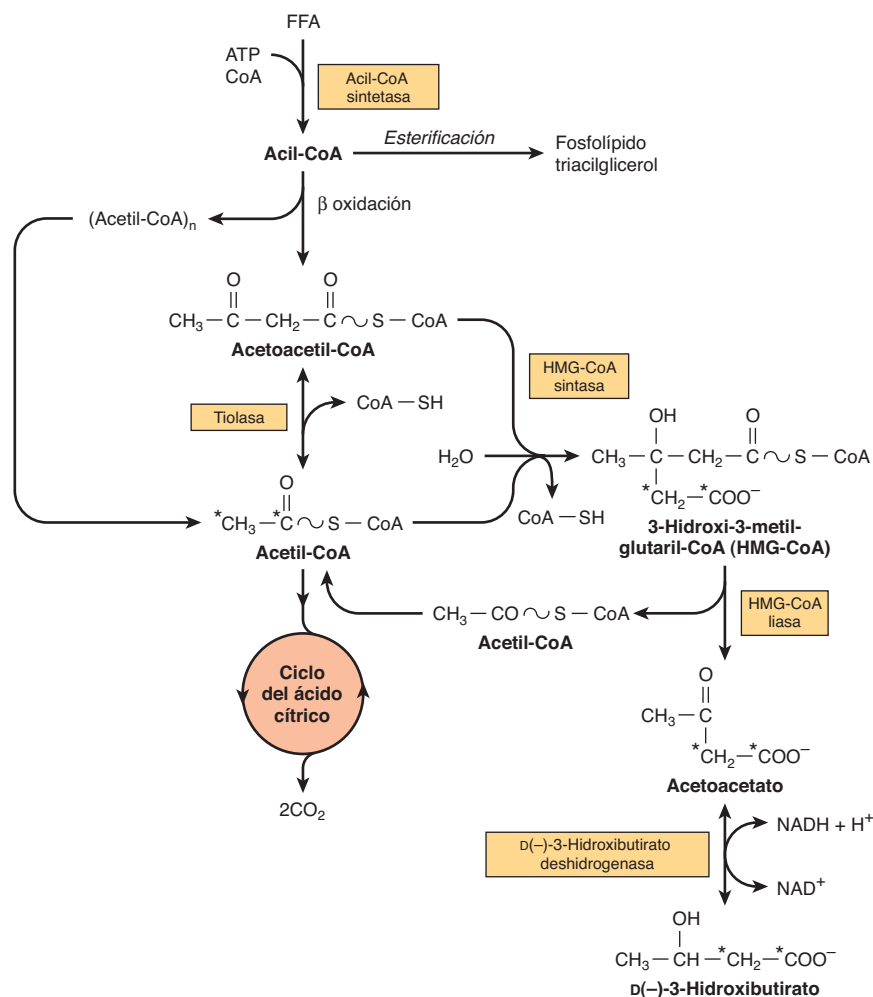 FFA
ATP
CoA
Acil-CoA
sintetasa
Acil-CoA
Esterificación
Fosfolípido
triacilglicerol
β oxidación
(Acetil-CoA)n
O O
CH3 — C — CH2 — C ~ S — CoA
Acetoacetil-CoA
HMG-CoA
sintasa
Tiolasa
CoA — SH
H2O
OH O
CH3 — C — CH2 — C ~ S — CoA
*CH2 — *COO−
CoA — SH
3-Hidroxi-3-metil-
glutaril-CoA (HMG-CoA)
O
*CH3 — *C ~ S — CoA
Acetil-CoA
CH3 — CO ~ S — CoA
Acetil-CoA
HMG-CoA
liasa
Ciclo
del ácido
cítrico
2CO2
O
CH3 — C
*CH2 — *COO−
Acetoacetato
D(–)-3-Hidroxibutirato
deshidrogenasa
NADH + H+
NAD+
OH
CH3 — CH — *CH2 — *COO−
D(–)-3-Hidroxibutirato